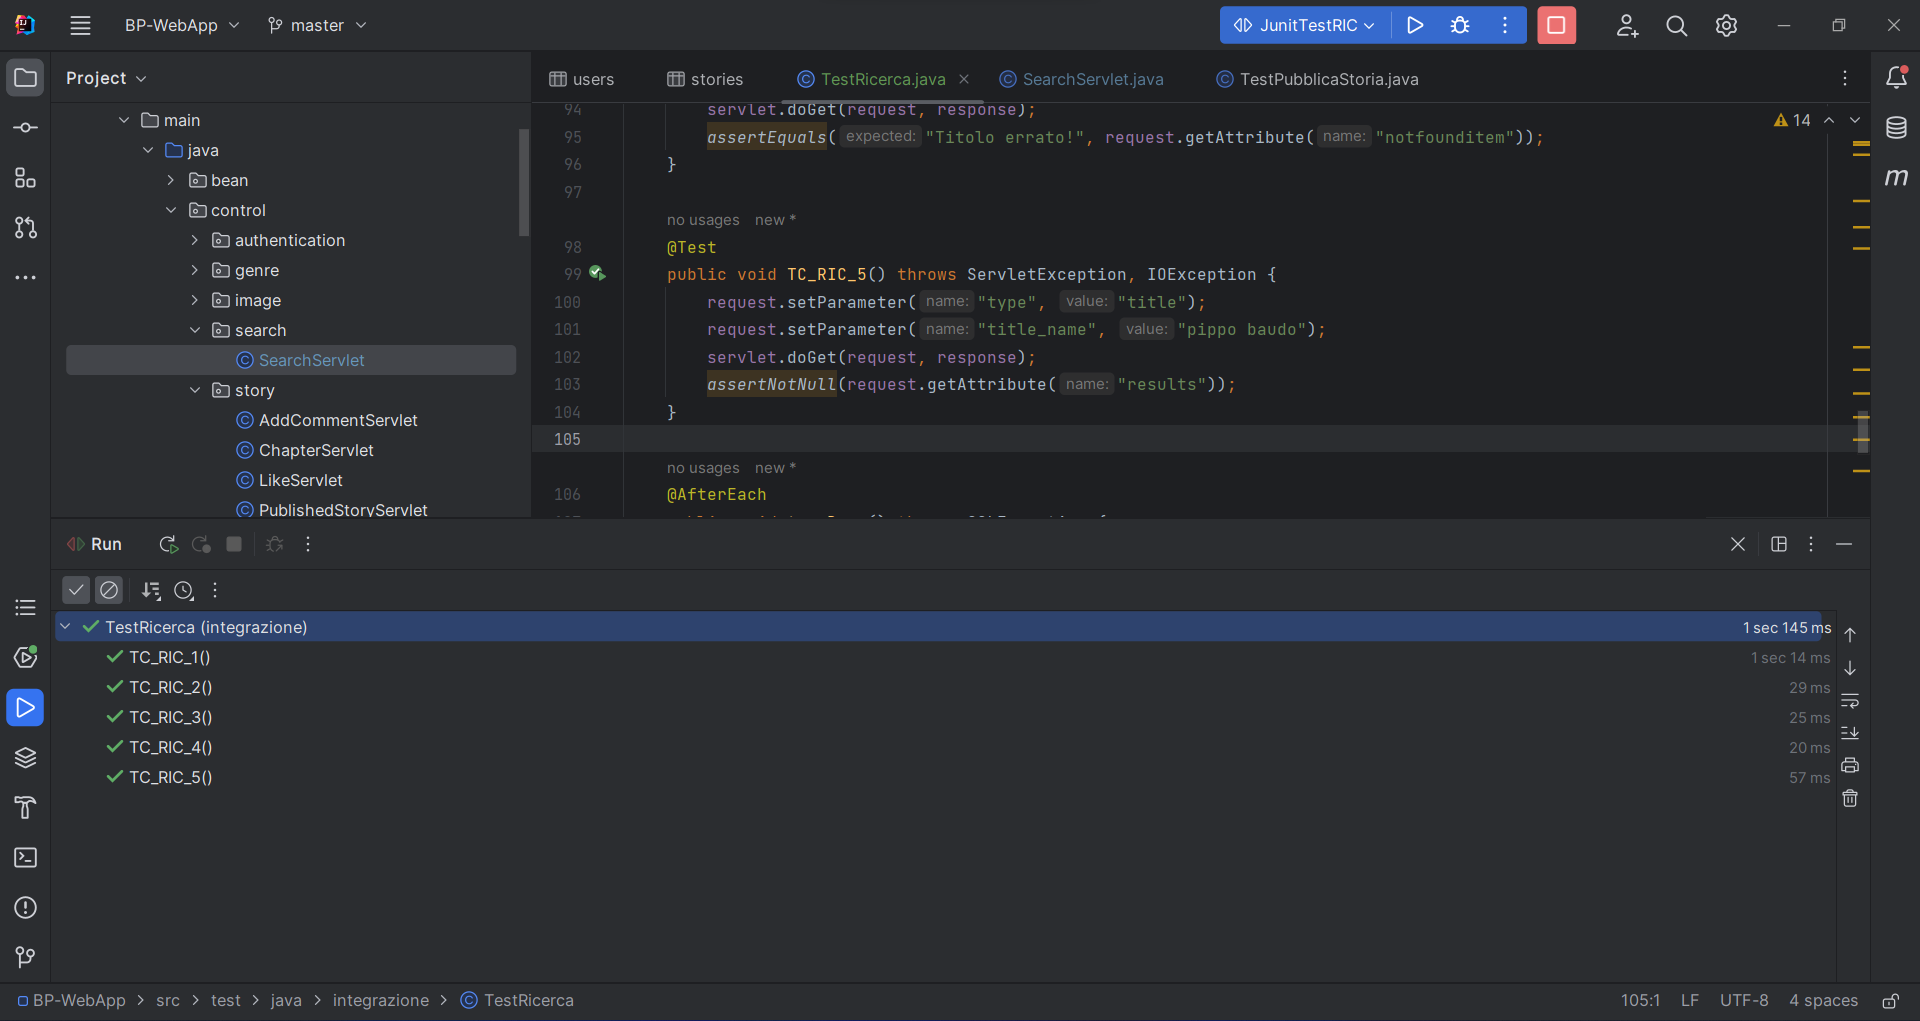 BP-WebApp
master
JunitTestRIC
Project
users
stories
TestRicerca.java
SearchServlet.java
TestPubblicaStoria.java
main
java
bean
control
authentication
genre
image
search
SearchServlet
story
AddCommentServlet
ChapterServlet
LikeServlet
PublishedStoryServlet
14
94 servlet.doGet(request, response);
95 assertEquals( expected: "Titolo errato!", request.getAttribute( name: "notfounditem"));
96 }
97
no usages new *
98 @Test
99 public void TC_RIC_5() throws ServletException, IOException {
100 request.setParameter( name: "type", value: "title");
101 request.setParameter( name: "title_name", value: "pippo baudo");
102 servlet.doGet(request, response);
103 assertNotNull(request.getAttribute( name: "results"));
104 }
105
no usages new *
106 @AfterEach
Run
TestRicerca (integrazione) 1 sec 145 ms
TC_RIC_1() 1 sec 14 ms
TC_RIC_2() 29 ms
TC_RIC_3() 25 ms
TC_RIC_4() 20 ms
TC_RIC_5() 57 ms
BP-WebApp > src > test > java > integrazione > TestRicerca
105:1 LF UTF-8 4 spaces